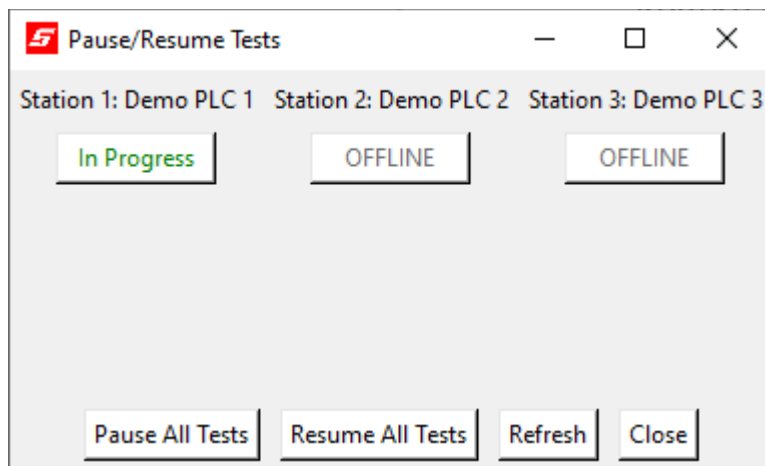 Pause/Resume Tests
Station 1: Demo PLC 1 Station 2: Demo PLC 2 Station 3: Demo PLC 3
In Progress OFFLINE OFFLINE
Pause All Tests Resume All Tests Refresh Close